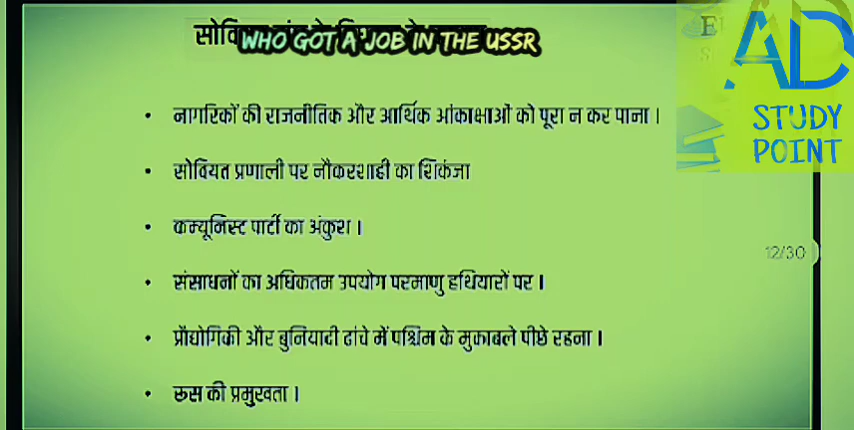 WHO GOT A JOB IN THE USSR
AD
STUDY
POINT
• नागरिकों की राजनीतिक और आर्थिक आंकाक्षाओं को पूरा न कर पाना ।
• सोवियत प्रणाली पर नौकरशाही का शिकंजा
• कम्यूनिस्ट पार्टी का अंकुश ।
12/30
• संसाधनों का अधिकतम उपयोग परमाणु हथियारों पर ।
• प्रौद्योगिकी और बुनियादी ढांचे में पश्चिम के मुकाबले पीछे रहना ।
• रूस की प्रमुखता ।